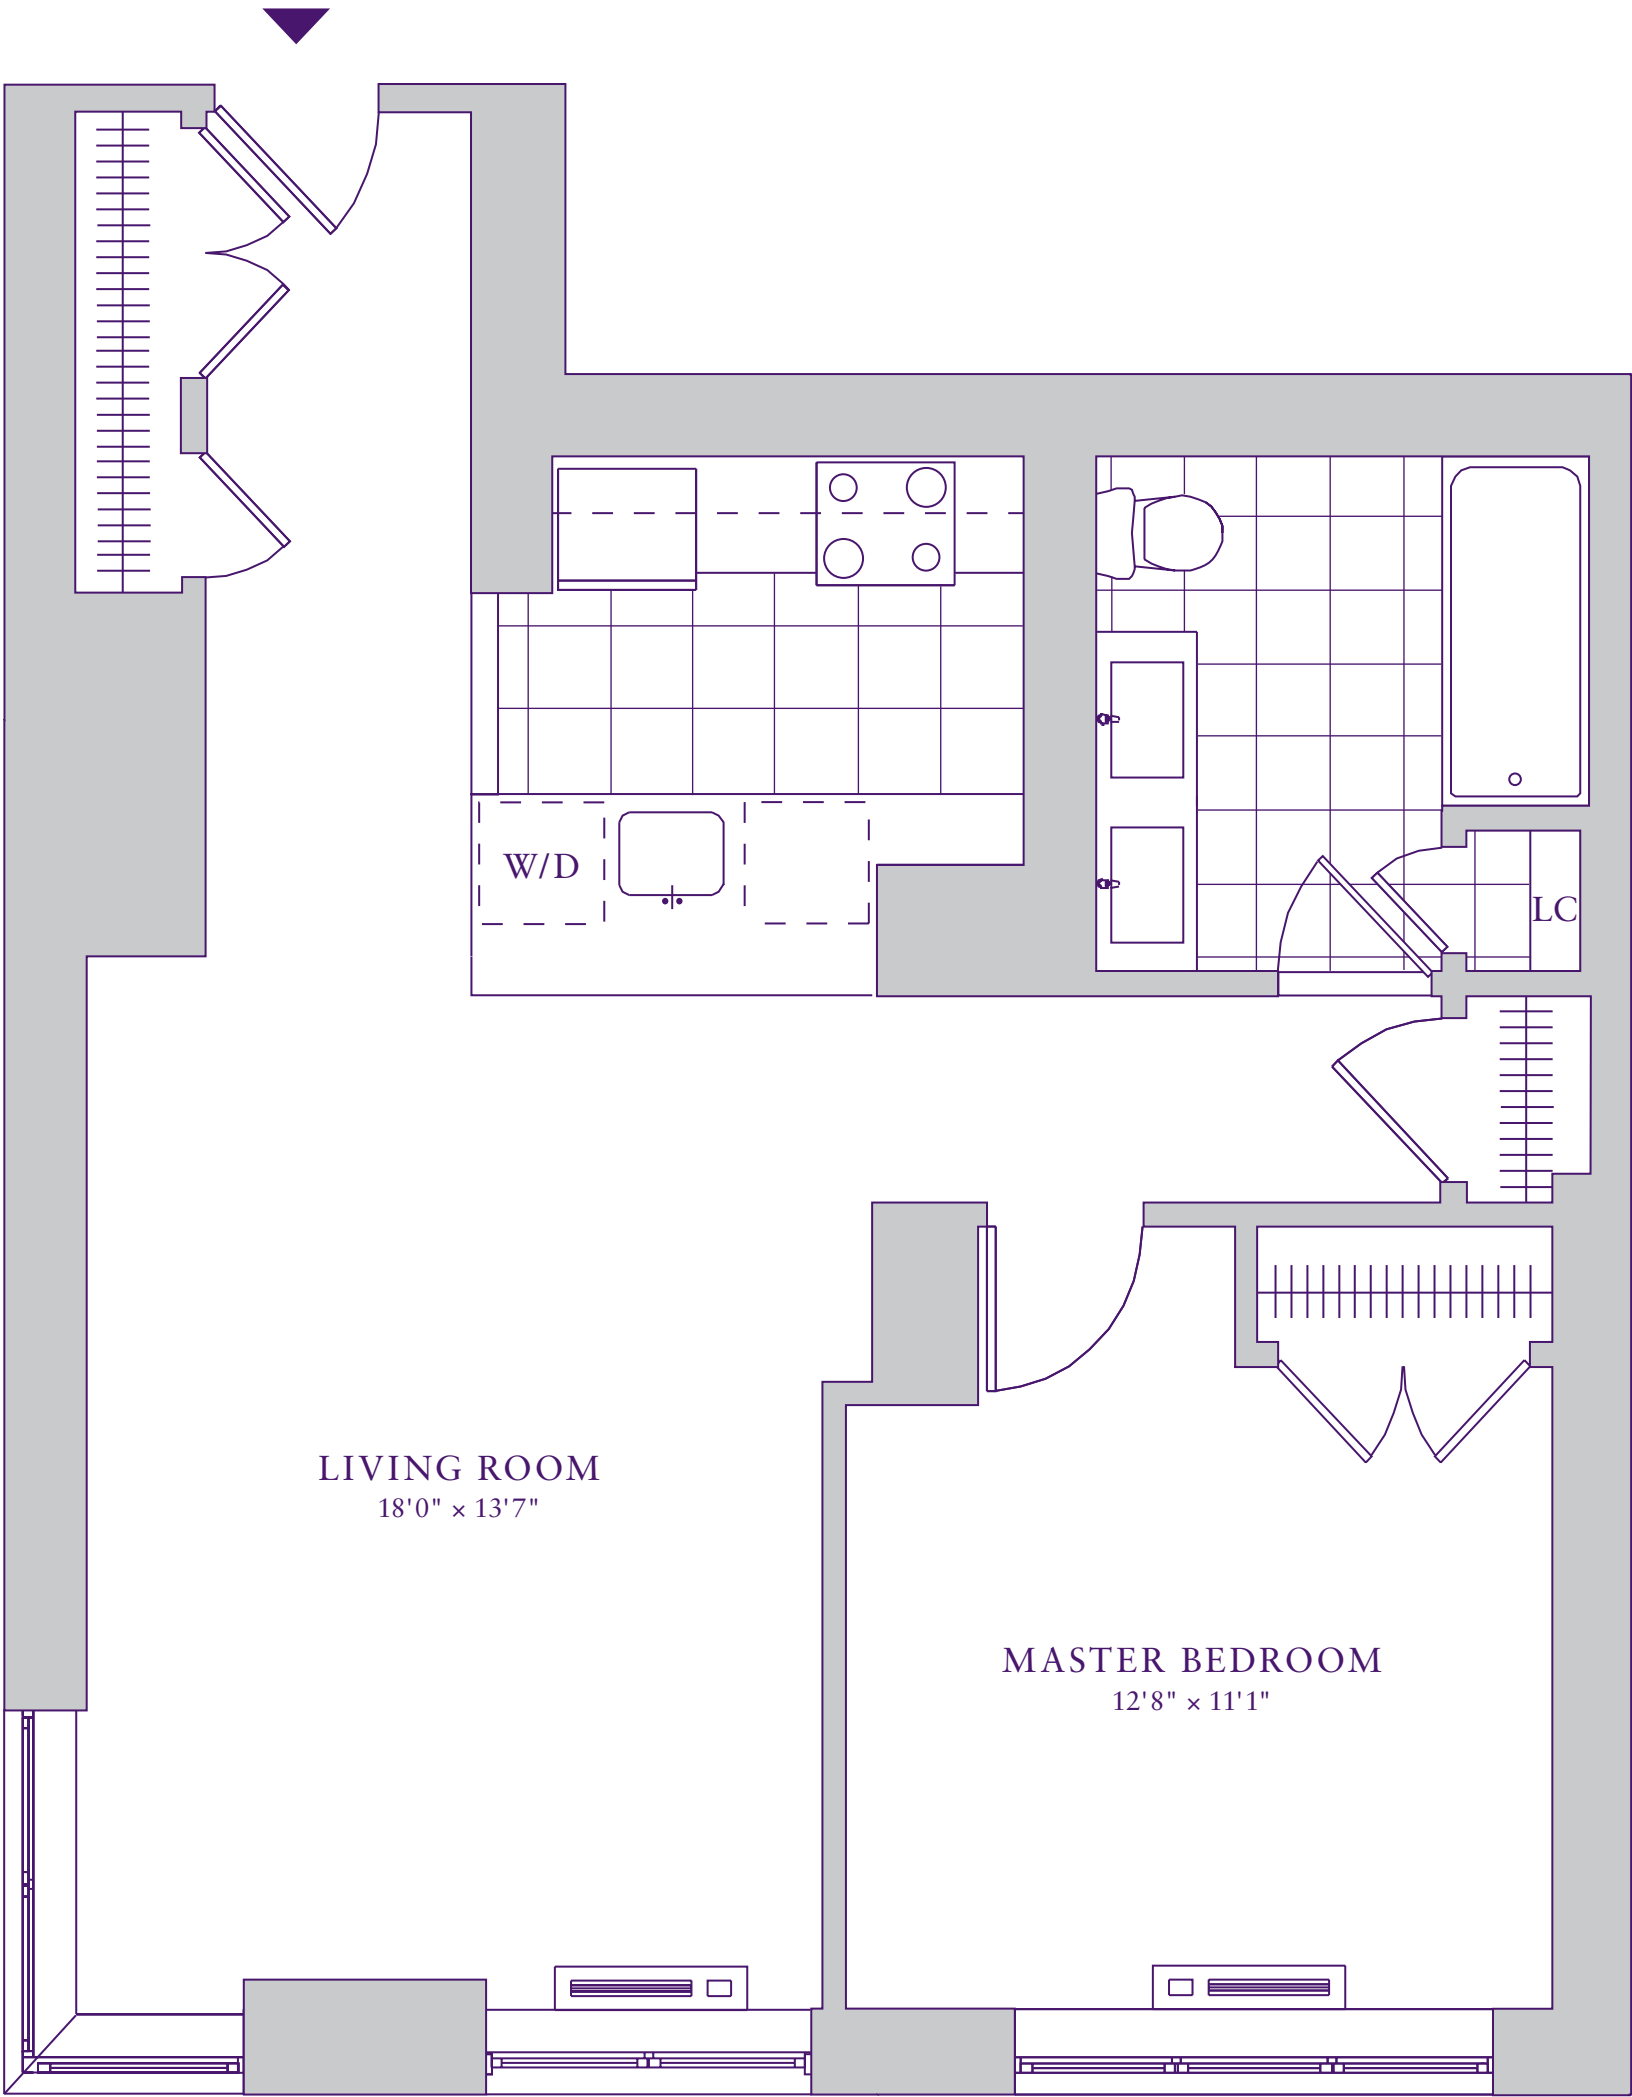 W/D
LC
LIVING ROOM
18'0" × 13'7"
MASTER BEDROOM
12'8" × 11'1"